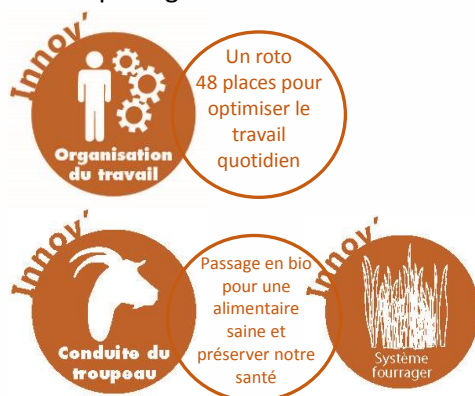 Innov'
Organisation
du travail
Un roto
48 places pour
optimiser le
travail
quotidien
Innov'
Conduite du
troupeau
Passage en bio
pour une
alimentaire
saine et
préserver notre
santé
Innov'
Système
fourrager